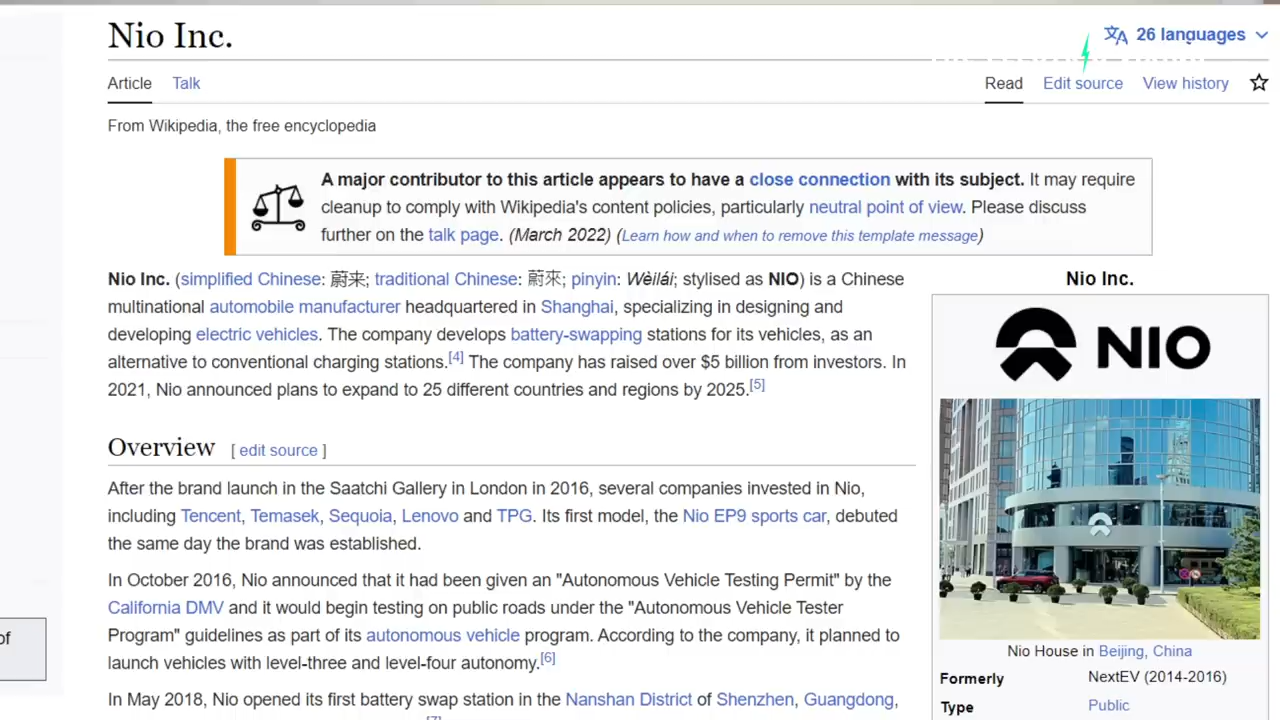 Nio Inc.
26 languages
Article Talk
Read Edit source View history
From Wikipedia, the free encyclopedia
A major contributor to this article appears to have a close connection with its subject. It may require
cleanup to comply with Wikipedia's content policies, particularly neutral point of view. Please discuss
further on the talk page. (March 2022) (Learn how and when to remove this template message)
Nio Inc. (simplified Chinese: 蔚来; traditional Chinese: 蔚來; pinyin: Wèilái; stylised as NIO) is a Chinese
multinational automobile manufacturer headquartered in Shanghai, specializing in designing and
developing electric vehicles. The company develops battery-swapping stations for its vehicles, as an
alternative to conventional charging stations.[4] The company has raised over $5 billion from investors. In
2021, Nio announced plans to expand to 25 different countries and regions by 2025.[5]
Overview [ edit source ]
After the brand launch in the Saatchi Gallery in London in 2016, several companies invested in Nio,
including Tencent, Temasek, Sequoia, Lenovo and TPG. Its first model, the Nio EP9 sports car, debuted
the same day the brand was established.
In October 2016, Nio announced that it had been given an "Autonomous Vehicle Testing Permit" by the
California DMV and it would begin testing on public roads under the "Autonomous Vehicle Tester
Program" guidelines as part of its autonomous vehicle program. According to the company, it planned to
launch vehicles with level-three and level-four autonomy.[6]
In May 2018, Nio opened its first battery swap station in the Nanshan District of Shenzhen, Guangdong,
[7]
Nio Inc.
NIO
Nio House in Beijing, China
Formerly NextEV (2014-2016)
Type Public
of